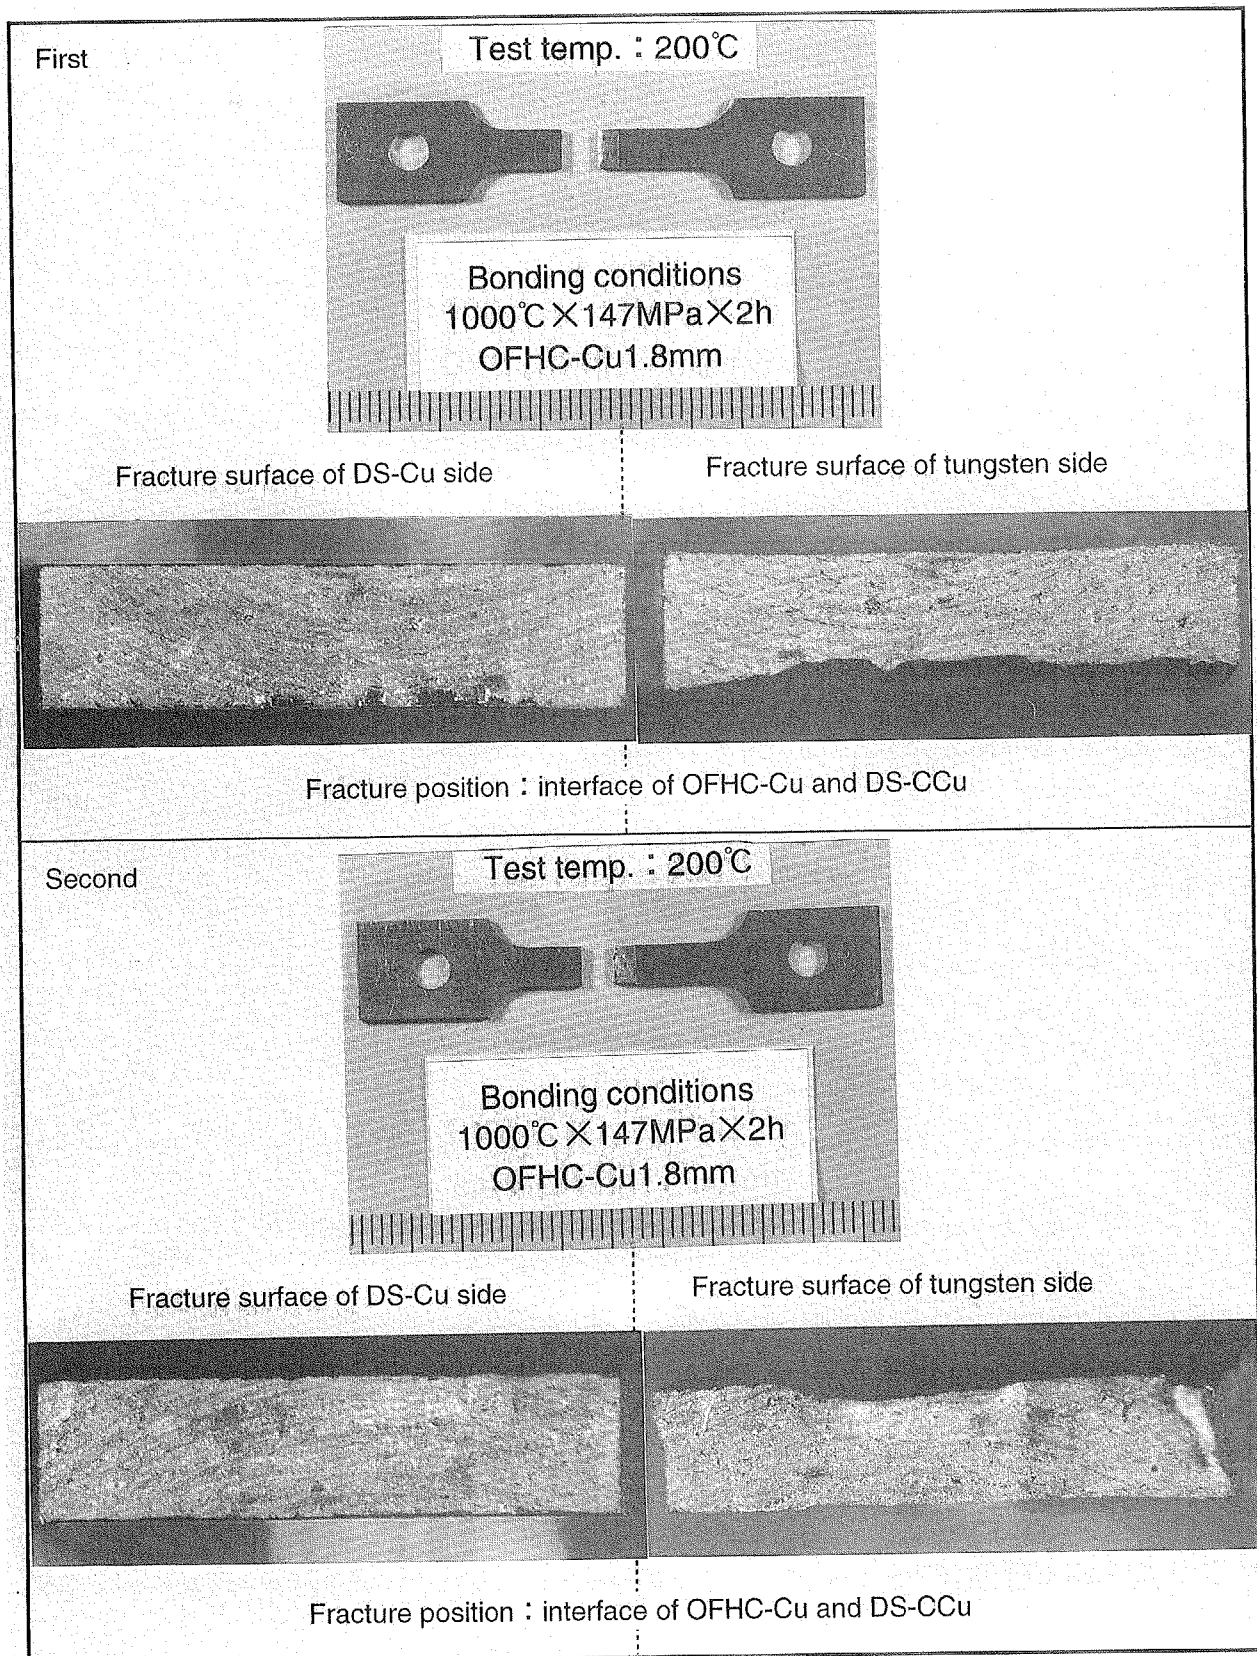 First
Test temp.：200℃
Bonding conditions
1000℃×147MPa×2h
OFHC-Cu1.8mm
Fracture surface of DS-Cu side
Fracture surface of tungsten side
Fracture position：interface of OFHC-Cu and DS-CCu
Second
Test temp.：200℃
Bonding conditions
1000℃×147MPa×2h
OFHC-Cu1.8mm
Fracture surface of DS-Cu side
Fracture surface of tungsten side
Fracture position：interface of OFHC-Cu and DS-CCu